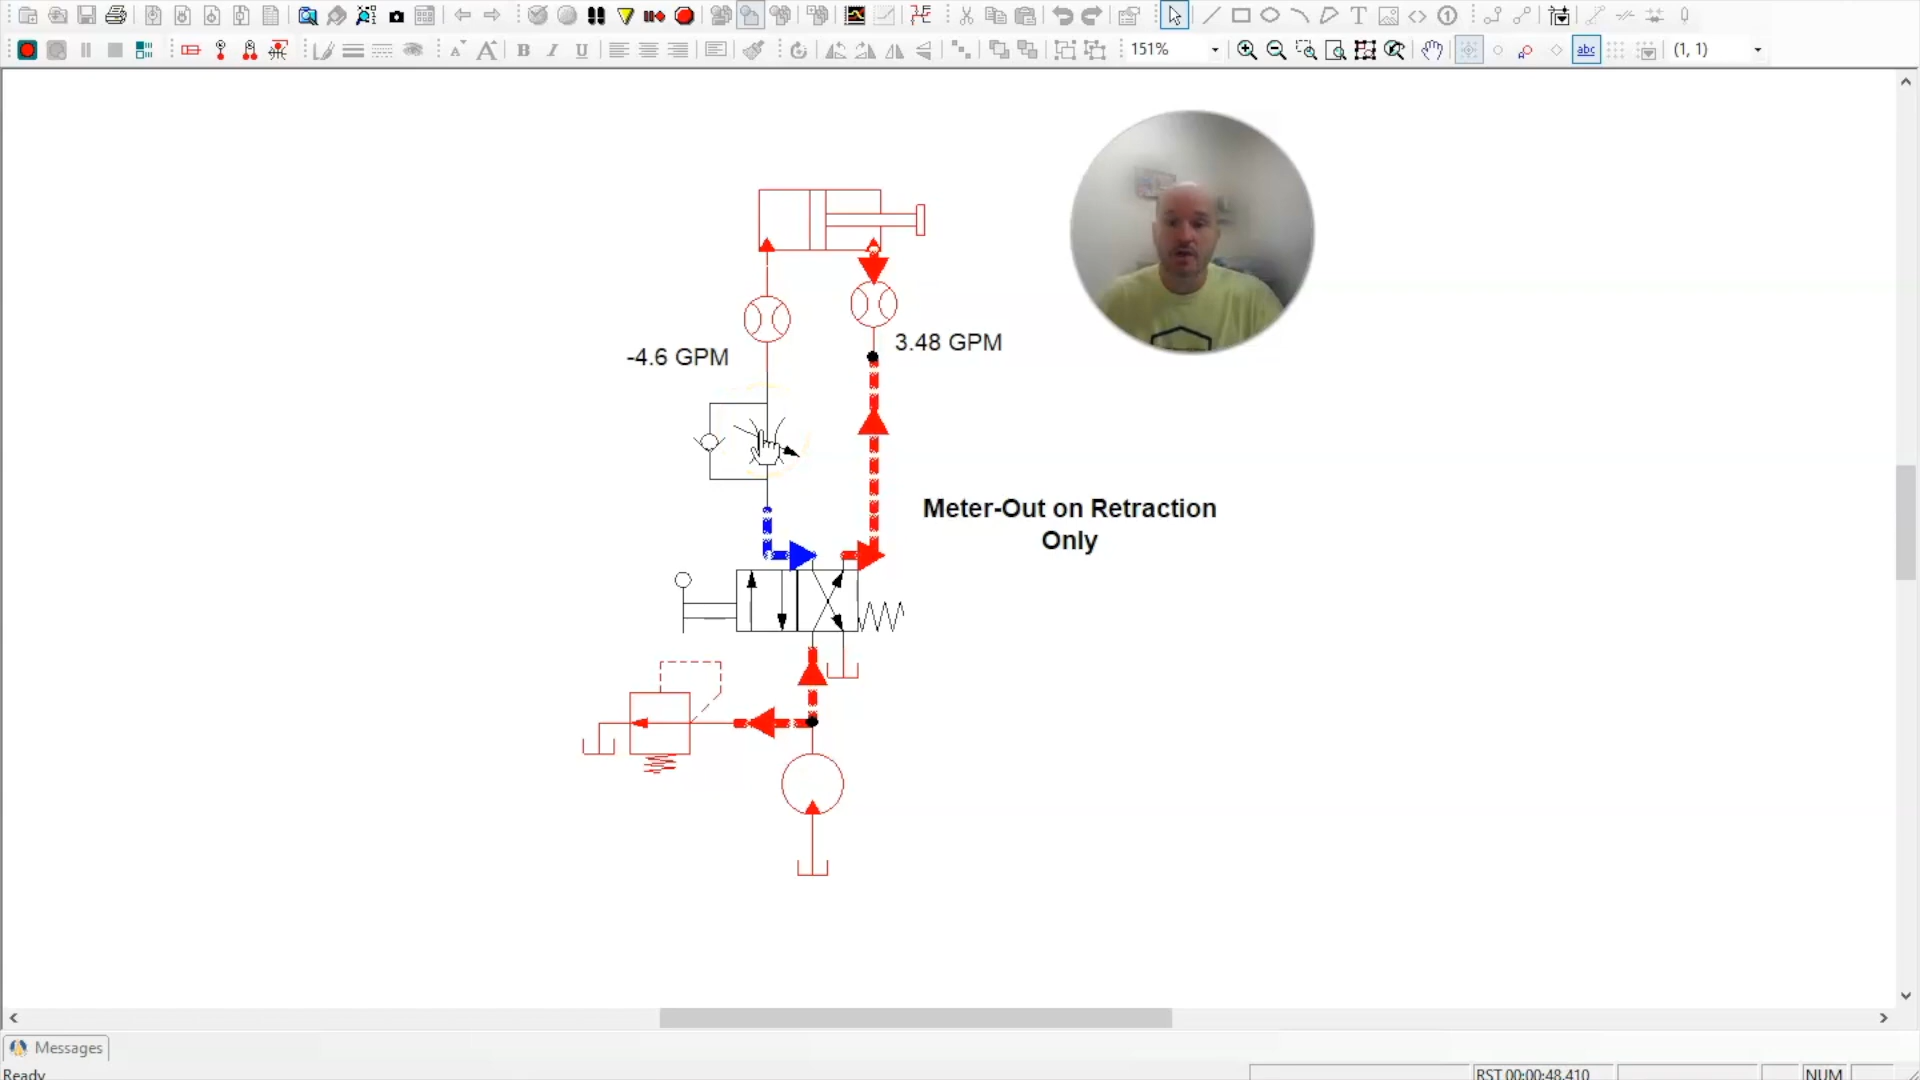 B I U
151%
abc
(1, 1)
-4.6 GPM
3.48 GPM
Meter-Out on Retraction
Only
Messages
Ready
RST 00:00:48.410
NUM